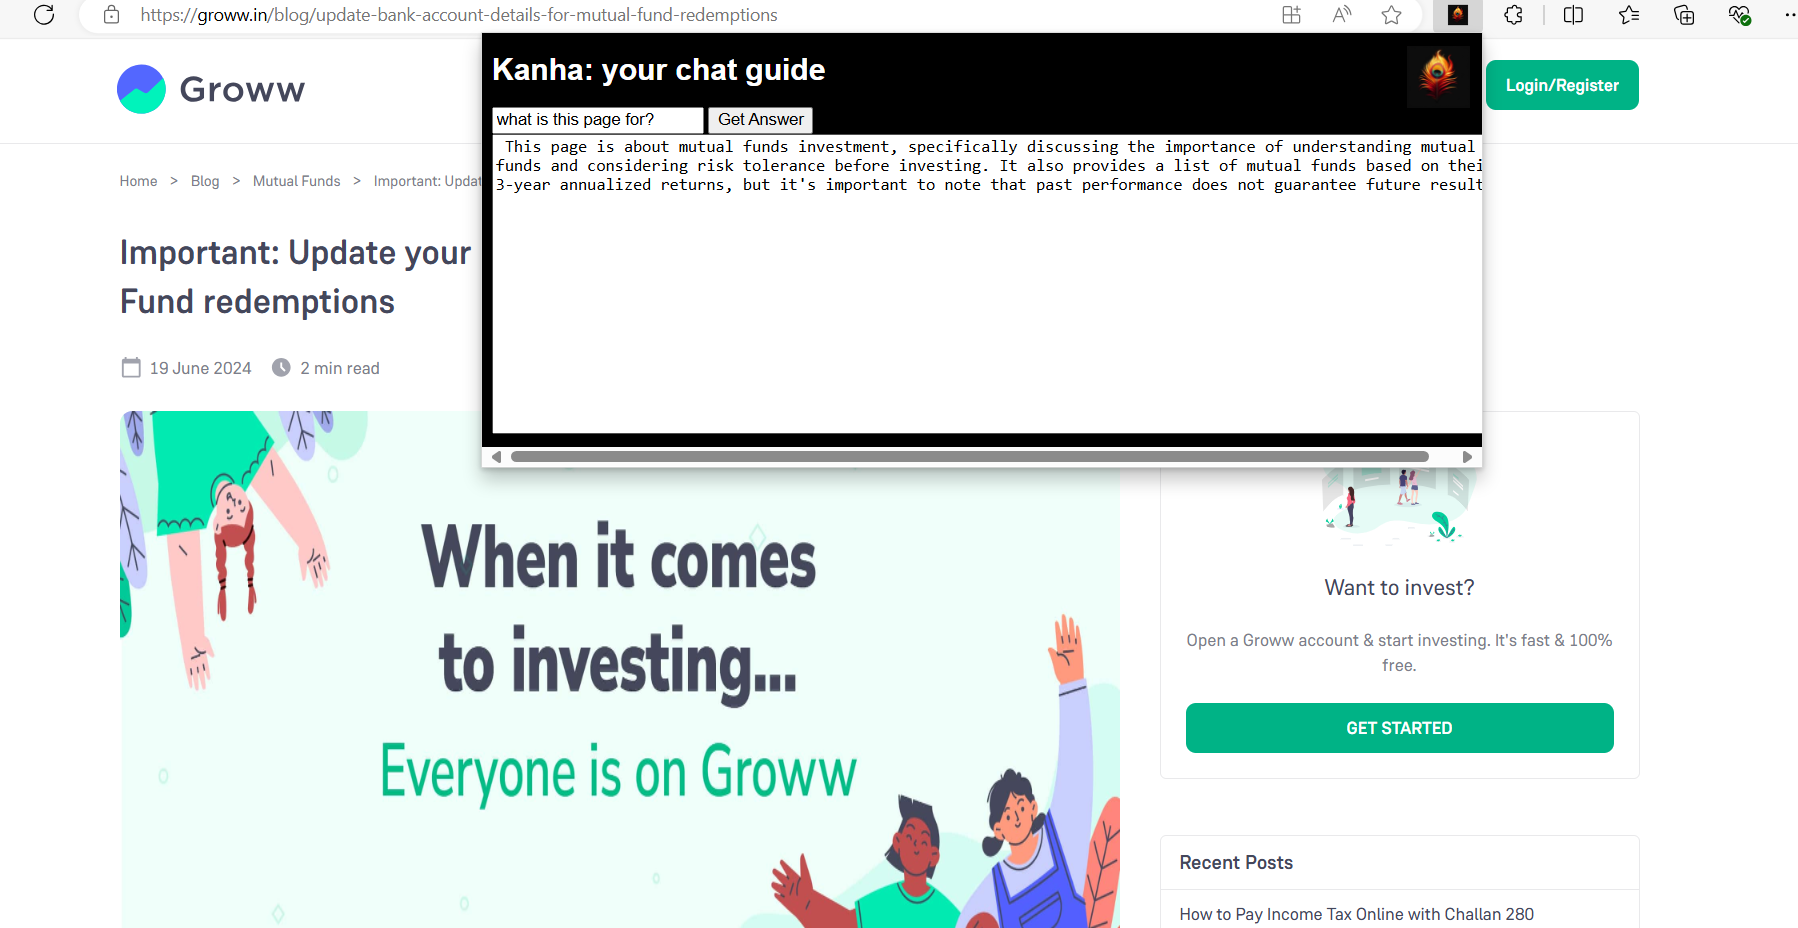 https://groww.in/blog/update-bank-account-details-for-mutual-fund-redemptions
Kanha: your chat guide
what is this page for?
Get Answer
This page is about mutual funds investment, specifically discussing the importance of understanding mutual
funds and considering risk tolerance before investing. It also provides a list of mutual funds based on thei
3-year annualized returns, but it's important to note that past performance does not guarantee future result
Groww
Login/Register
Home > Blog > Mutual Funds > Important: Updat
Important: Update your
Fund redemptions
19 June 2024 2 min read
When it comes
to investing...
Everyone is on Groww
Want to invest?
Open a Groww account & start investing. It's fast & 100%
free.
GET STARTED
Recent Posts
How to Pay Income Tax Online with Challan 280